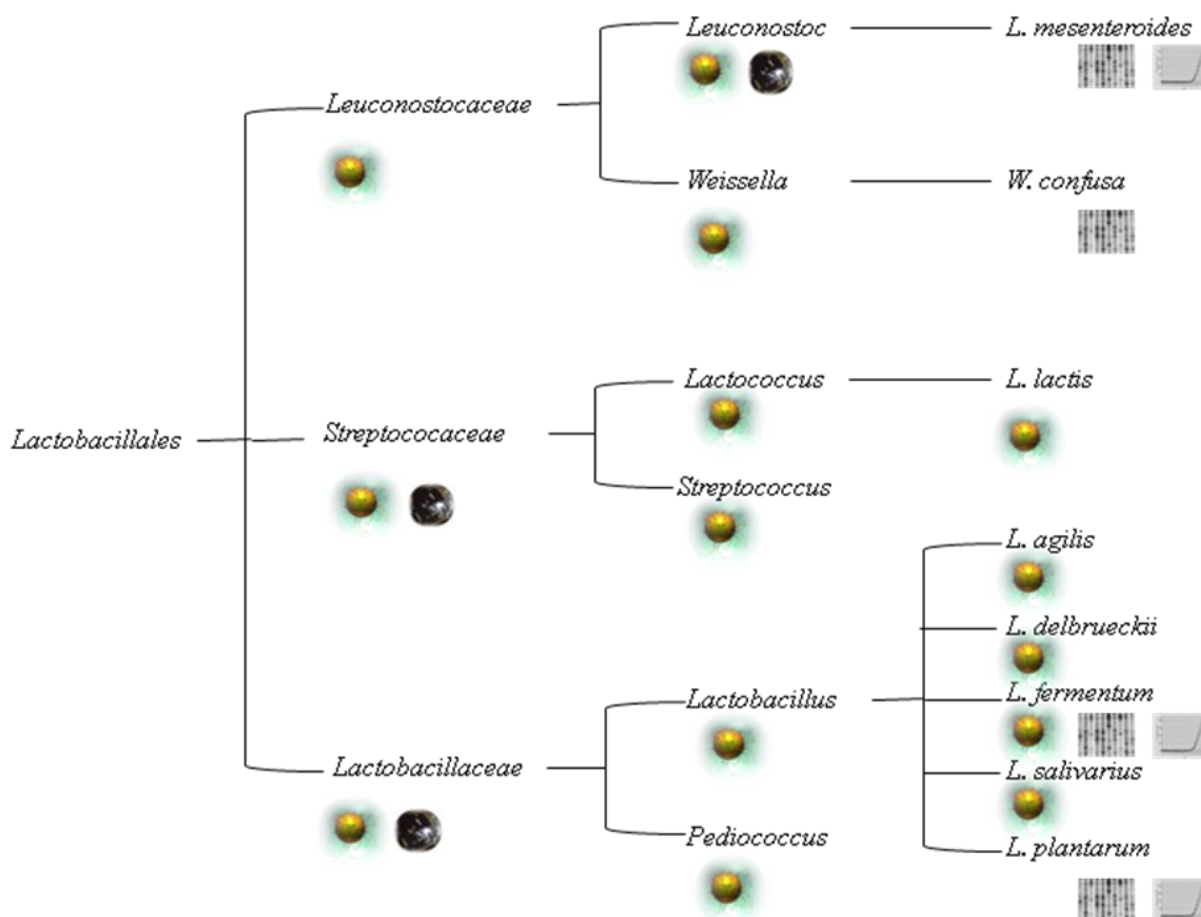 Leuconostoc
L. mesenteroides
Leuconostocaceae
Weissella
W. confusa
Lactococcus
L. lactis
Lactobacillales
Streptococaceae
Streptococcus
L. agilis
L. delbrueckii
Lactobacillus
L. fermentum
Lactobacillaceae
L. salivarius
Pediococcus
L. plantarum